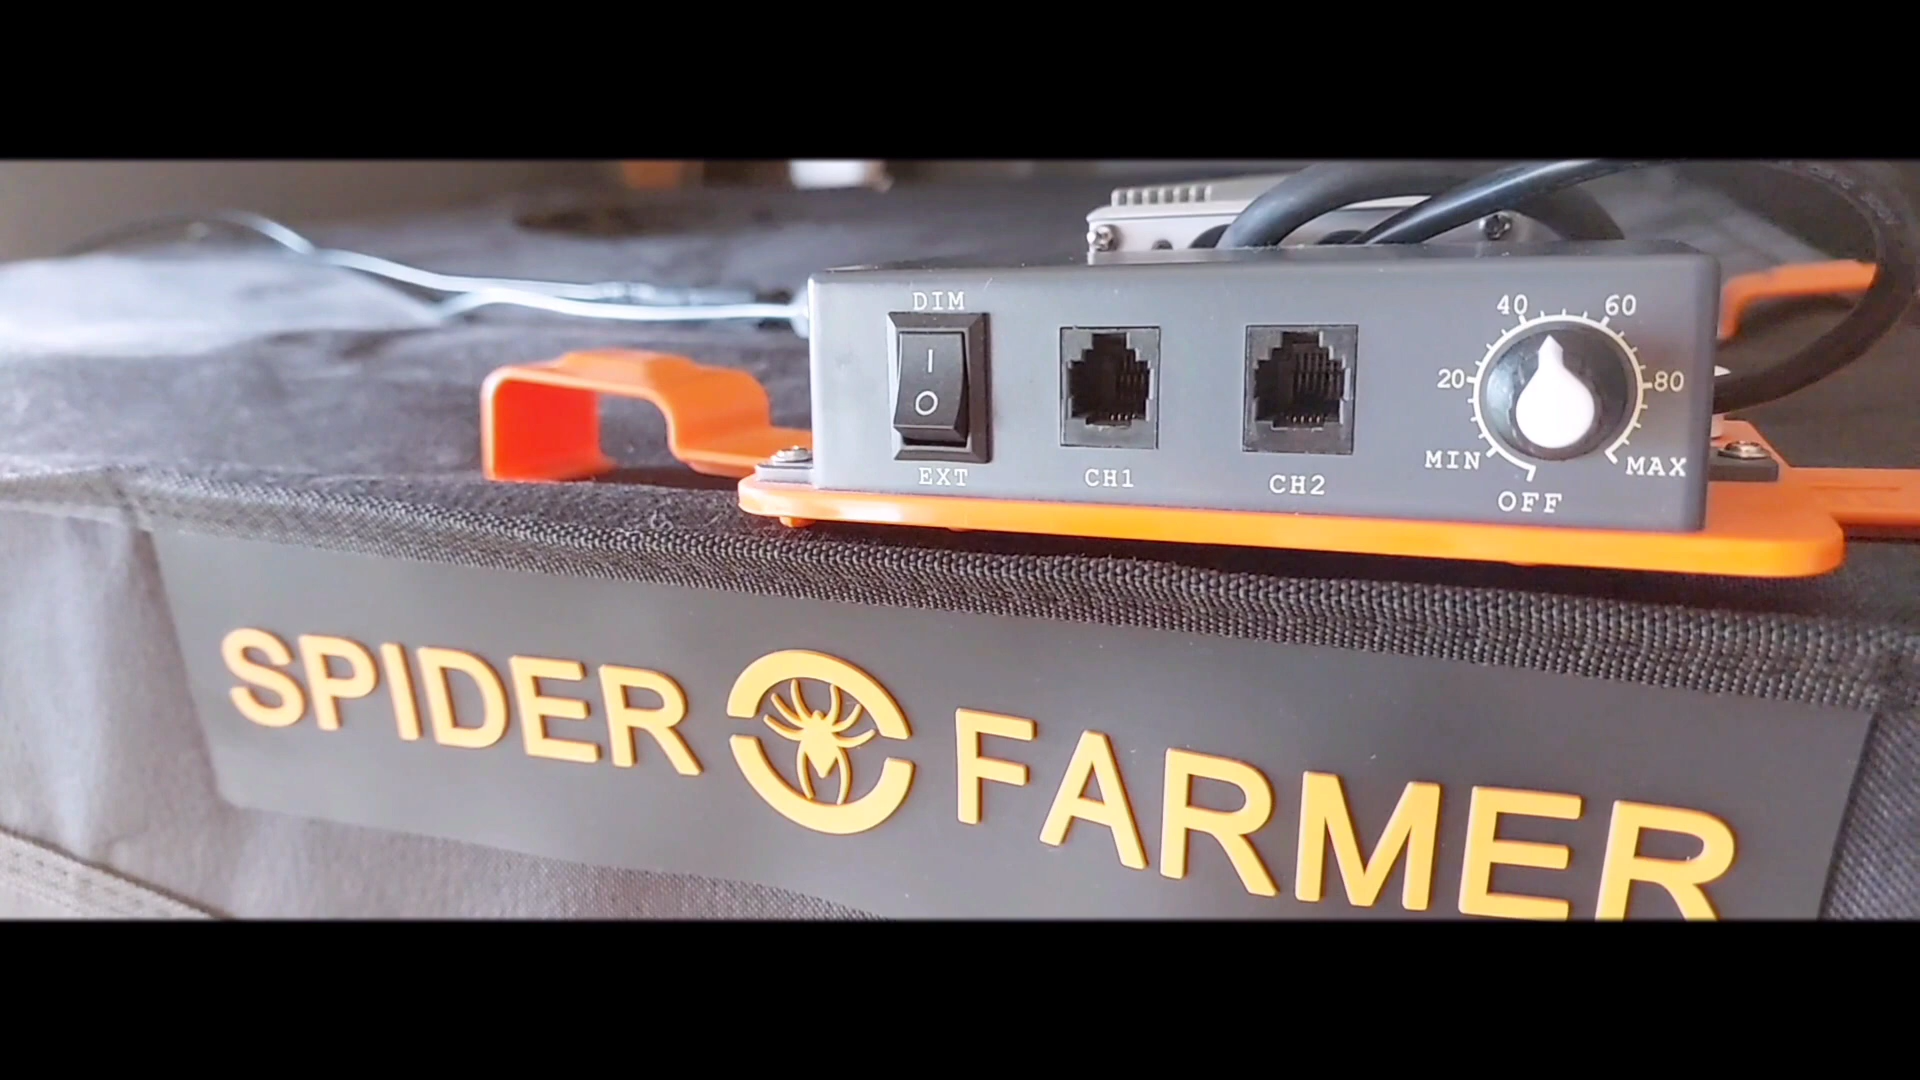 DIM
I
O
EXT
CH1
CH2
40
60
20
80
MIN
MAX
OFF
SPIDER FARMER